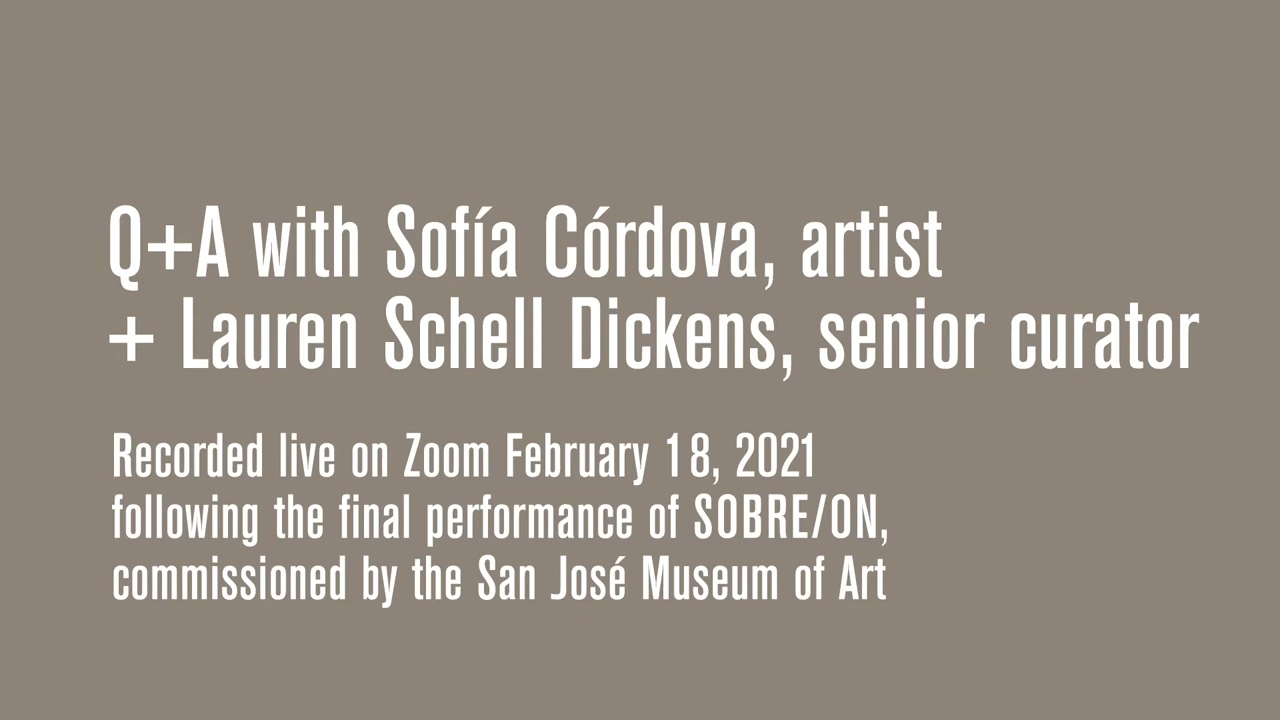 Q+A with Sofía Córdova, artist
+ Lauren Schell Dickens, senior curator
Recorded live on Zoom February 18, 2021
following the final performance of SOBRE/ON,
commissioned by the San José Museum of Art